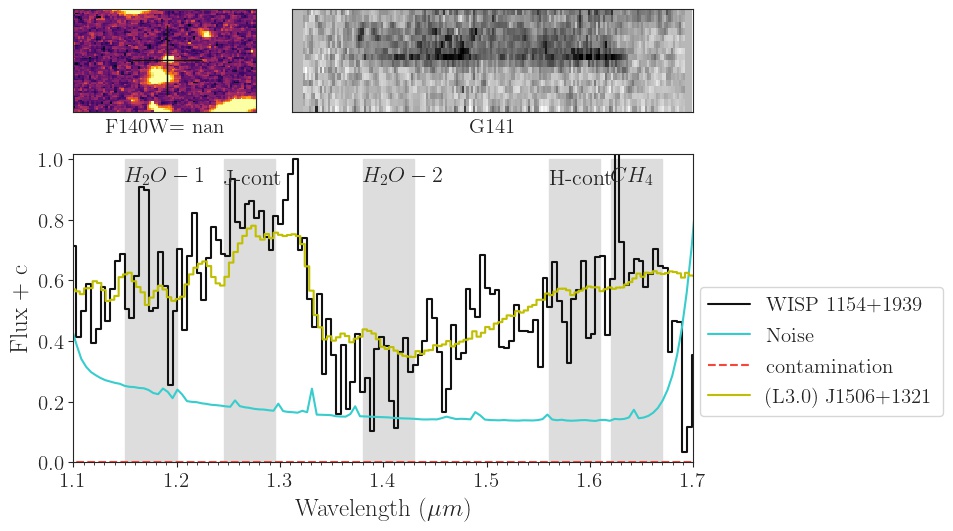 F140W= nan
G141
H₂O − 1
J-cont
H₂O − 2
H-cont
CH₄
1.0
0.8
0.6
0.4
0.2
0.0
Flux + c
1.1 1.2 1.3 1.4 1.5 1.6 1.7
Wavelength (μm)
WISP 1154+1939
Noise
contamination
(L3.0) J1506+1321